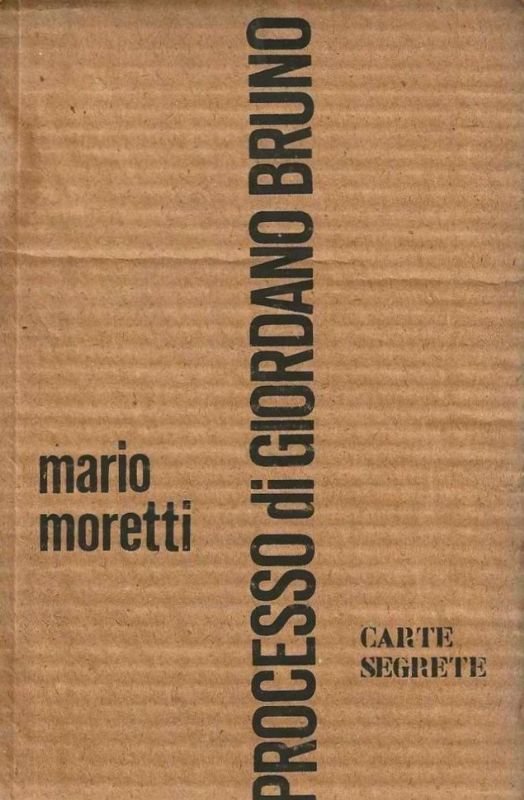 PROCESSO di GIORDANO BRUNO
mario
moretti
CARTE
SEGRETE